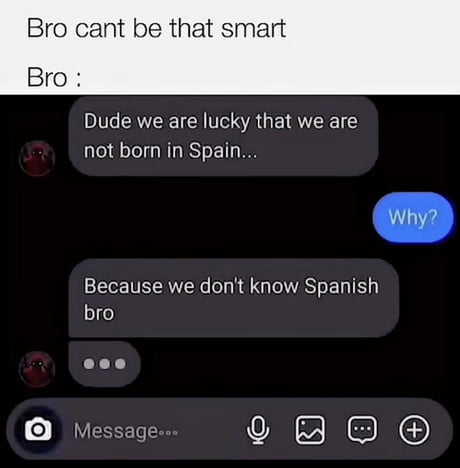 Bro cant be that smart
Bro :
Dude we are lucky that we are
not born in Spain...
Why?
Because we don't know Spanish
bro
Message...